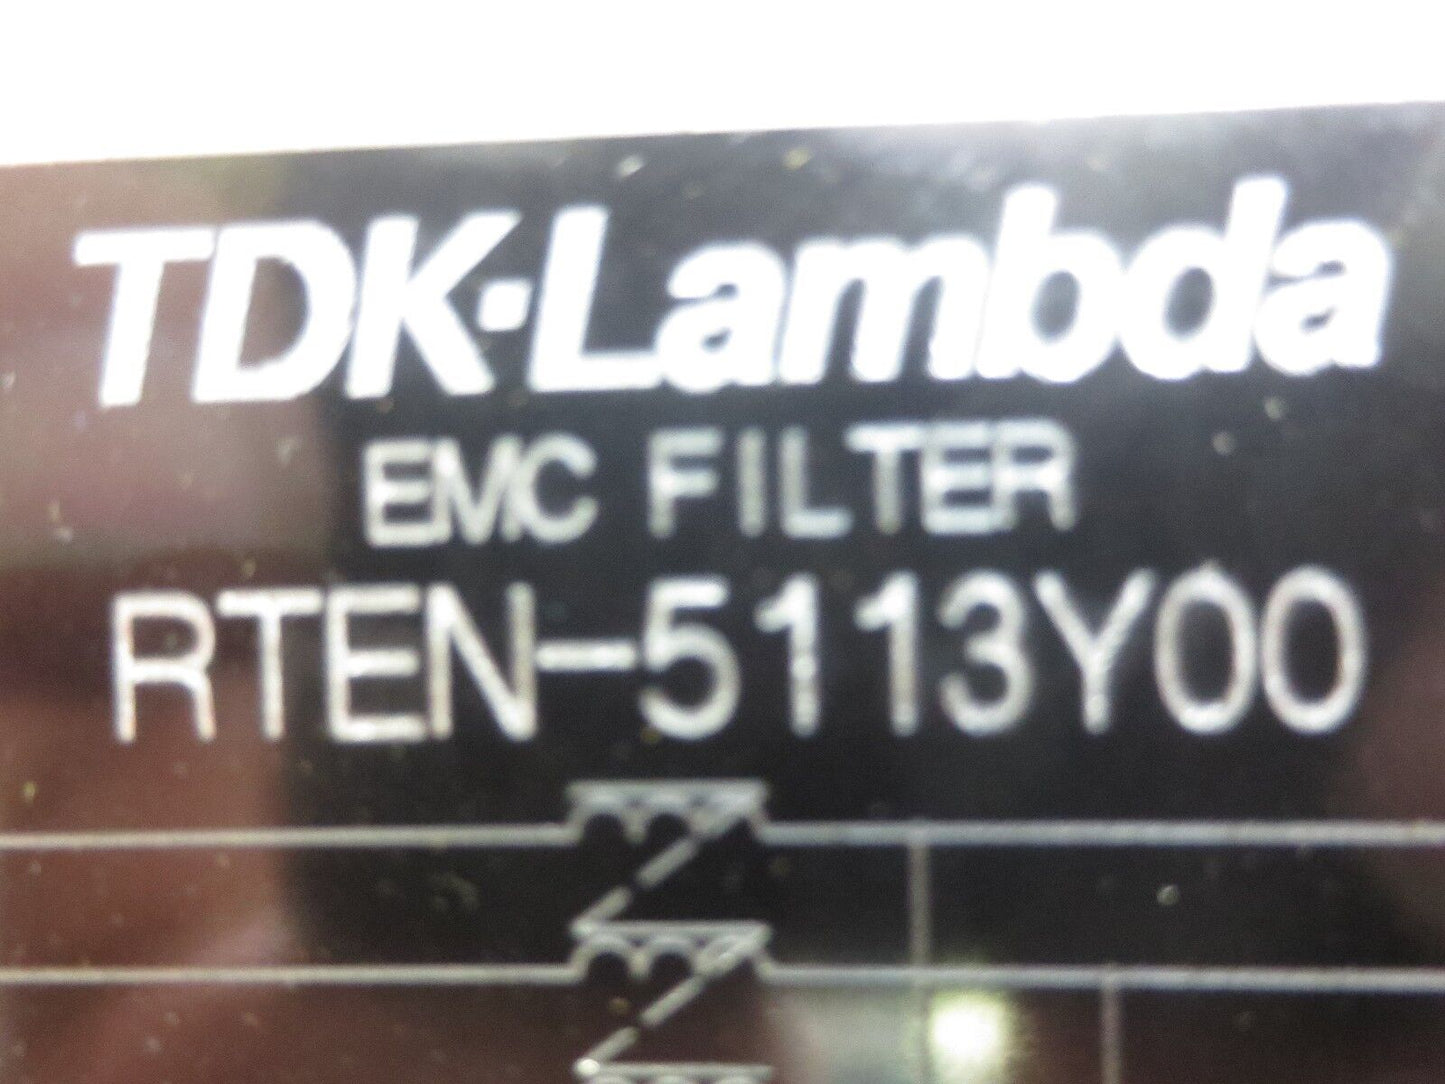 TDK·Lambda
EMC FILTER
RTEN-5113Y00